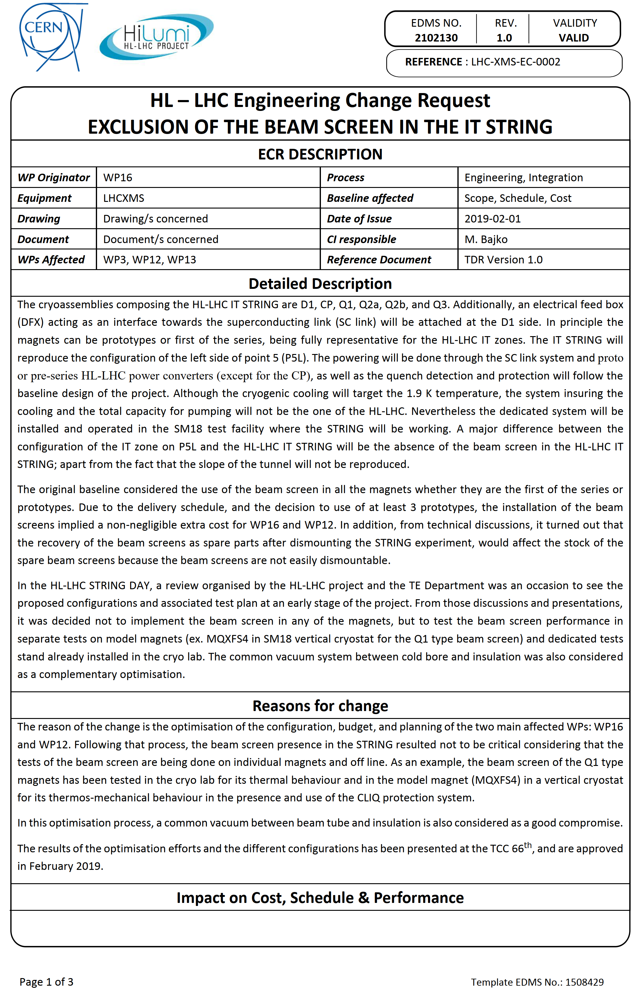 CERN
HiLumi
HL-LHC PROJECT
EDMS NO. REV. VALIDITY
2102130 1.0 VALID
REFERENCE : LHC-XMS-EC-0002
HL – LHC Engineering Change Request
EXCLUSION OF THE BEAM SCREEN IN THE IT STRING
ECR DESCRIPTION
WP Originator WP16 Process Engineering, Integration
Equipment LHCXMS Baseline affected Scope, Schedule, Cost
Drawing Drawing/s concerned Date of Issue 2019-02-01
Document Document/s concerned CI responsible M. Bajko
WPs Affected WP3, WP12, WP13 Reference Document TDR Version 1.0
Detailed Description
The cryoassemblies composing the HL-LHC IT STRING are D1, CP, Q1, Q2a, Q2b, and Q3. Additionally, an electrical feed box
(DFX) acting as an interface towards the superconducting link (SC link) will be attached at the D1 side. In principle the
magnets can be prototypes or first of the series, being fully representative for the HL-LHC IT zones. The IT STRING will
reproduce the configuration of the left side of point 5 (P5L). The powering will be done through the SC link system and proto
or pre-series HL-LHC power converters (except for the CP), as well as the quench detection and protection will follow the
baseline design of the project. Although the cryogenic cooling will target the 1.9 K temperature, the system insuring the
cooling and the total capacity for pumping will not be the one of the HL-LHC. Nevertheless the dedicated system will be
installed and operated in the SM18 test facility where the STRING will be working. A major difference between the
configuration of the IT zone on P5L and the HL-LHC IT STRING will be the absence of the beam screen in the HL-LHC IT
STRING; apart from the fact that the slope of the tunnel will not be reproduced.
The original baseline considered the use of the beam screen in all the magnets whether they are the first of the series or
prototypes. Due to the delivery schedule, and the decision to use of at least 3 prototypes, the installation of the beam
screens implied a non-negligible extra cost for WP16 and WP12. In addition, from technical discussions, it turned out that
the recovery of the beam screens as spare parts after dismounting the STRING experiment, would affect the stock of the
spare beam screens because the beam screens are not easily dismountable.
In the HL-LHC STRING DAY, a review organised by the HL-LHC project and the TE Department was an occasion to see the
proposed configurations and associated test plan at an early stage of the project. From those discussions and presentations,
it was decided not to implement the beam screen in any of the magnets, but to test the beam screen performance in
separate tests on model magnets (ex. MQXFS4 in SM18 vertical cryostat for the Q1 type beam screen) and dedicated tests
stand already installed in the cryo lab. The common vacuum system between cold bore and insulation was also considered
as a complementary optimisation.
Reasons for change
The reason of the change is the optimisation of the configuration, budget, and planning of the two main affected WPs: WP16
and WP12. Following that process, the beam screen presence in the STRING resulted not to be critical considering that the
tests of the beam screen are being done on individual magnets and off line. As an example, the beam screen of the Q1 type
magnets has been tested in the cryo lab for its thermal behaviour and in the model magnet (MQXFS4) in a vertical cryostat
for its thermos-mechanical behaviour in the presence and use of the CLIQ protection system.
In this optimisation process, a common vacuum between beam tube and insulation is also considered as a good compromise.
The results of the optimisation efforts and the different configurations has been presented at the TCC 66th, and are approved
in February 2019.
Impact on Cost, Schedule & Performance
Page 1 of 3 Template EDMS No.: 1508429